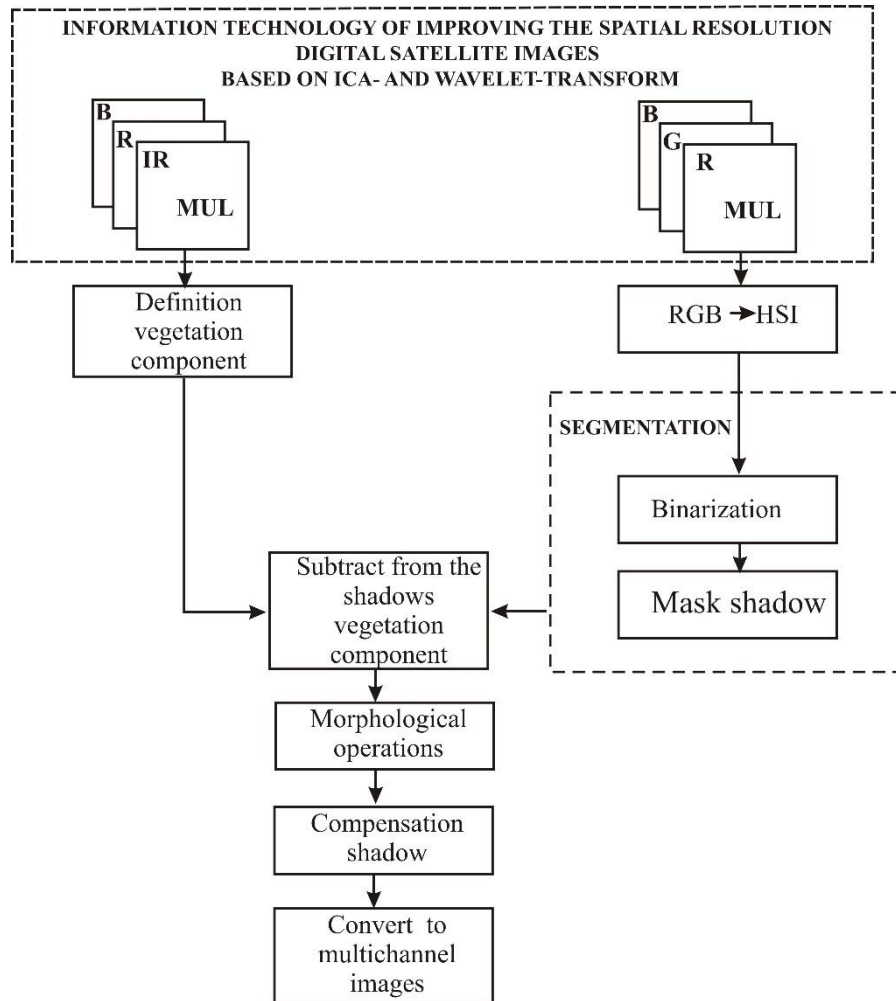 INFORMATION TECHNOLOGY OF IMPROVING THE SPATIAL RESOLUTION
DIGITAL SATELLITE IMAGES
BASED ON ICA- AND WAVELET-TRANSFORM
B
R
IR
MUL
B
G
R
MUL
Definition
vegetation
component
RGB → HSI
SEGMENTATION
Binarization
Mask shadow
Subtract from the
shadows
vegetation
component
Morphological
operations
Compensation
shadow
Convert to
multichannel
images